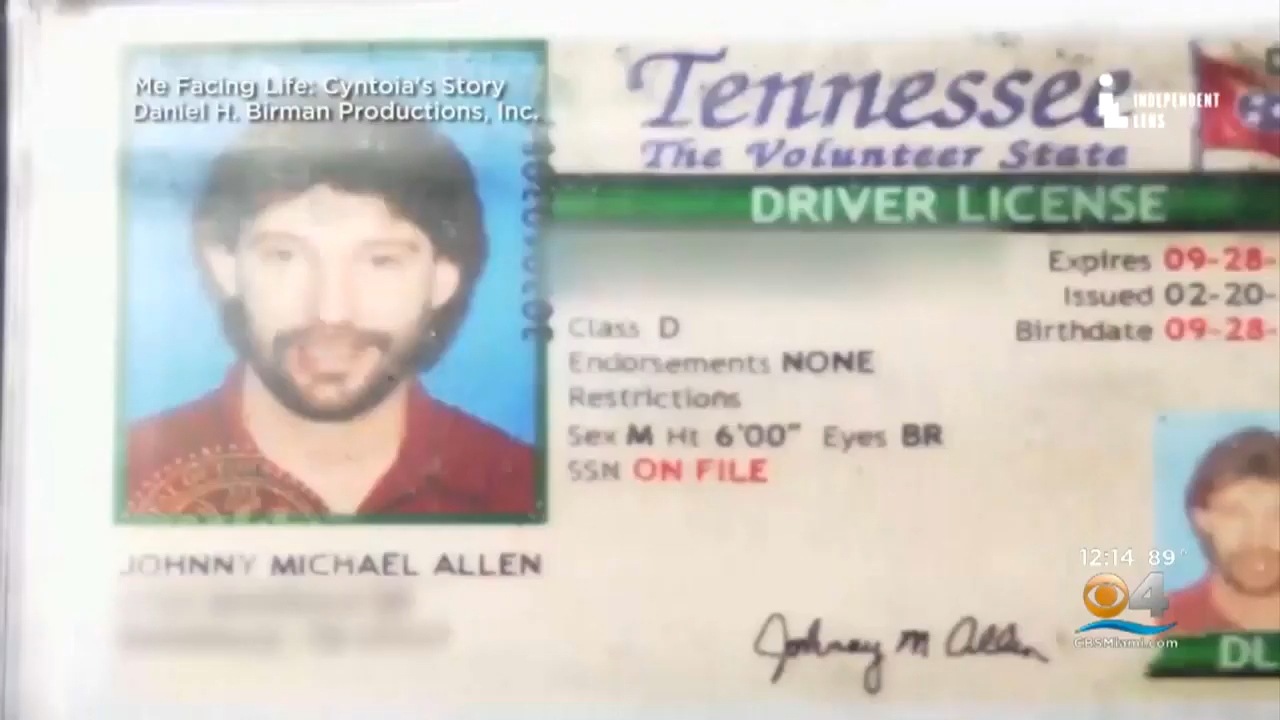 Me Facing Life: Cyntoia's Story
Daniel H. Birman Productions, Inc.
Tennessee
The Volunteer State
INDEPENDENT
LENS
DRIVER LICENSE
Expires 09-28-
Issued 02-20-
Birthdate 09-28-
Class D
Endorsements NONE
Restrictions
Sex M Ht 6'00" Eyes BR
SSN ON FILE
JOHNNY MICHAEL ALLEN
Johnny M Allen
12:14 89°
4
CBSMiami.com
DL